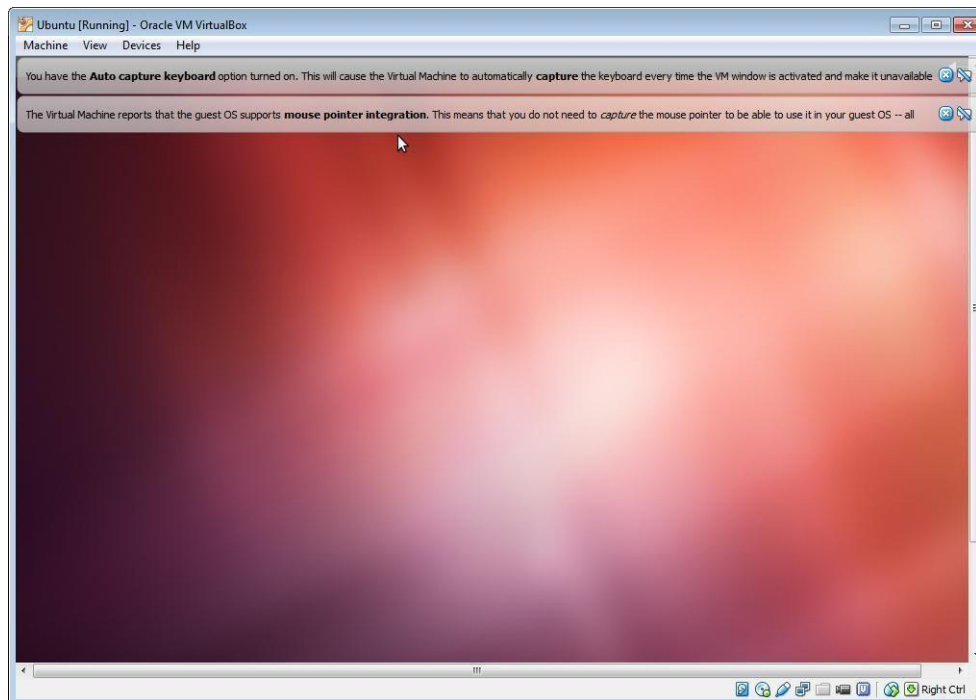 Ubuntu [Running] - Oracle VM VirtualBox
Machine View Devices Help
You have the Auto capture keyboard option turned on. This will cause the Virtual Machine to automatically capture the keyboard every time the VM window is activated and make it unavailable
The Virtual Machine reports that the guest OS supports mouse pointer integration. This means that you do not need to capture the mouse pointer to be able to use it in your guest OS -- all
Right Ctrl